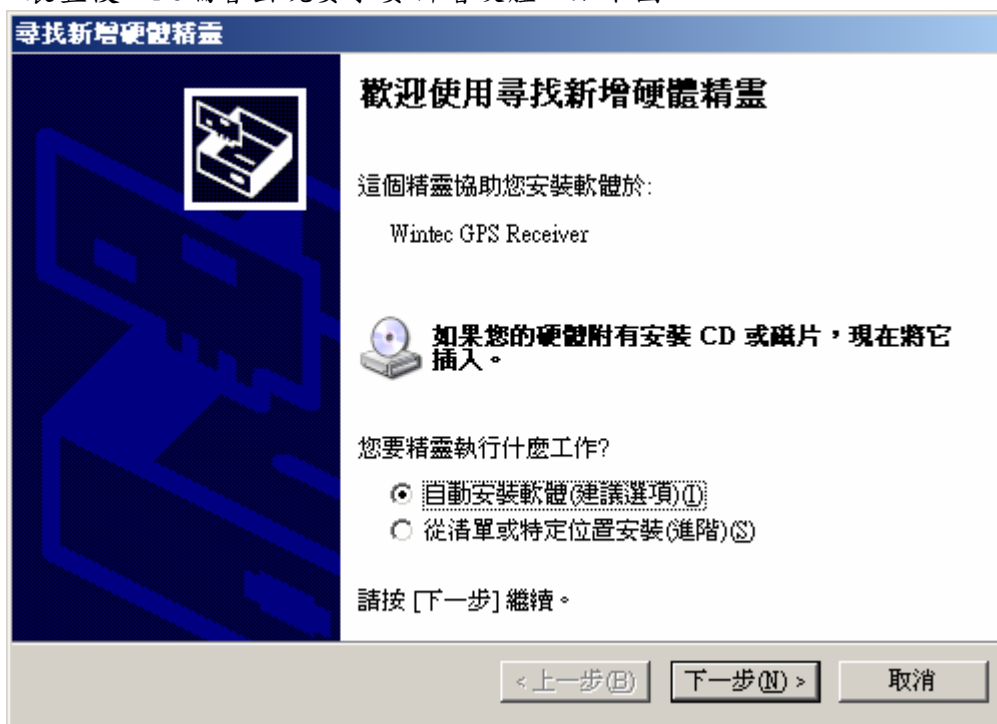 尋找新增硬體精靈
歡迎使用尋找新增硬體精靈
這個精靈協助您安裝軟體於:
Wintec GPS Receiver
如果您的硬體附有安裝 CD 或磁片，現在將它
插入。
您要精靈執行什麼工作?
自動安裝軟體(建議選項)(I)
從清單或特定位置安裝(進階)(S)
請按 [下一步] 繼續。
<上一步(B) 下一步(N) > 取消